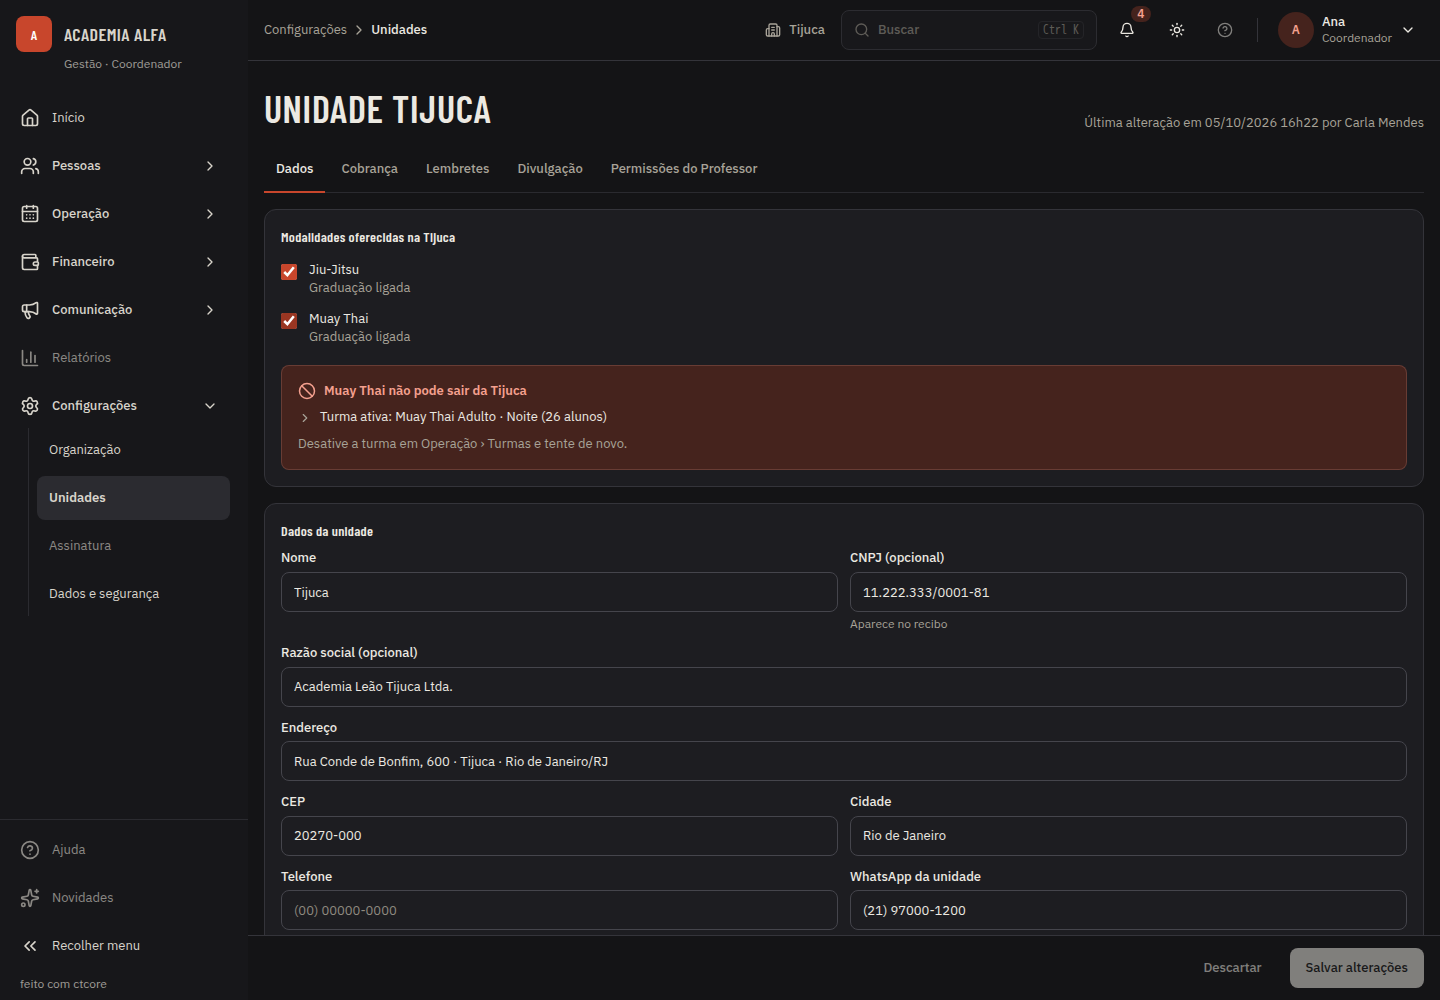 A
ACADEMIA ALFA
Gestão · Coordenador
Início
Pessoas
Operação
Financeiro
Comunicação
Relatórios
Configurações
Organização
Unidades
Assinatura
Dados e segurança
Ajuda
Novidades
Recolher menu
feito com ctcore
Configurações > Unidades
Tijuca
Buscar
Ctrl K
4
A
Ana
Coordenador
UNIDADE TIJUCA
Última alteração em 05/10/2026 16h22 por Carla Mendes
Dados
Cobrança
Lembretes
Divulgação
Permissões do Professor
Modalidades oferecidas na Tijuca
Jiu-Jitsu
Graduação ligada
Muay Thai
Graduação ligada
Muay Thai não pode sair da Tijuca
Turma ativa: Muay Thai Adulto · Noite (26 alunos)
Desative a turma em Operação › Turmas e tente de novo.
Dados da unidade
Nome
Tijuca
CNPJ (opcional)
11.222.333/0001-81
Aparece no recibo
Razão social (opcional)
Academia Leão Tijuca Ltda.
Endereço
Rua Conde de Bonfim, 600 · Tijuca · Rio de Janeiro/RJ
CEP
20270-000
Cidade
Rio de Janeiro
Telefone
(00) 00000-0000
WhatsApp da unidade
(21) 97000-1200
Descartar
Salvar alterações